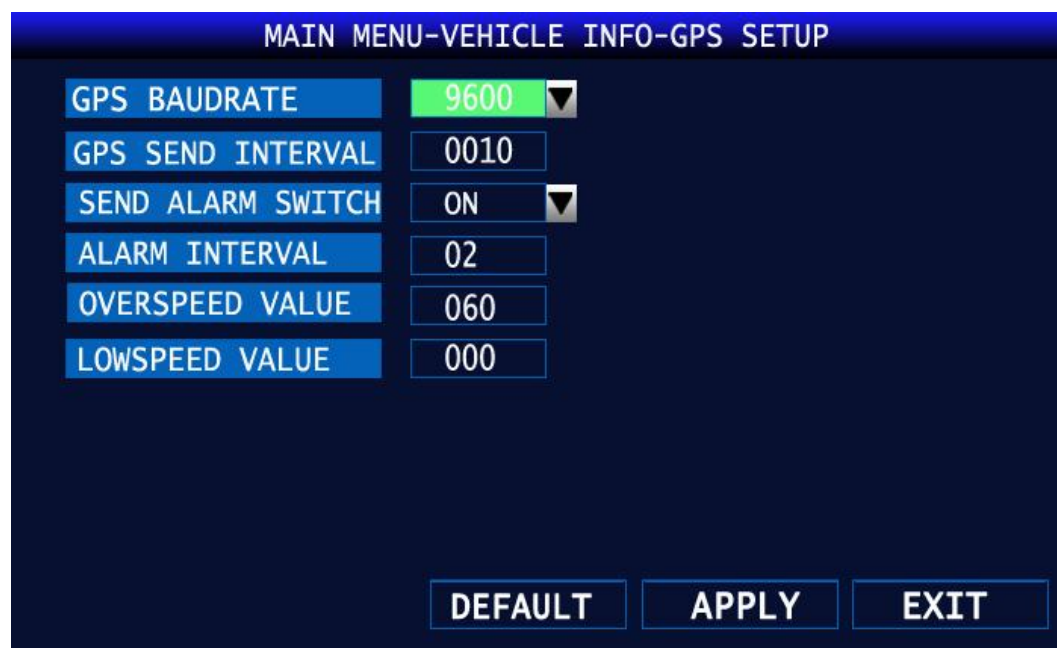 MAIN MENU-VEHICLE INFO-GPS SETUP
GPS BAUDRATE 9600
GPS SEND INTERVAL 0010
SEND ALARM SWITCH ON
ALARM INTERVAL 02
OVERSPEED VALUE 060
LOWSPEED VALUE 000
DEFAULT APPLY EXIT